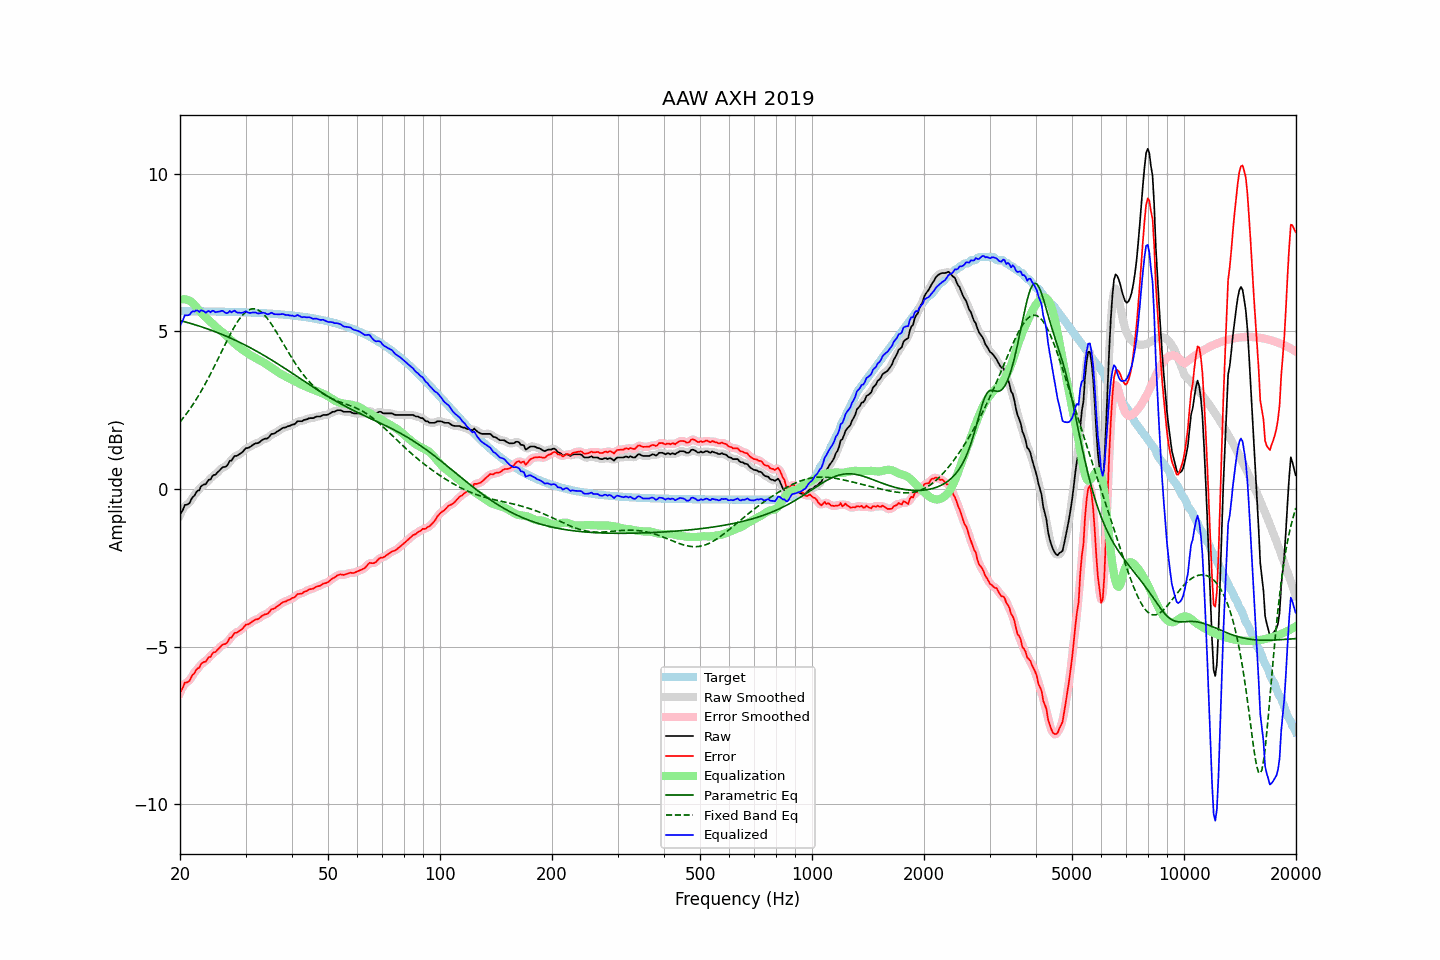 AAW AXH 2019
Amplitude (dBr)
10
5
0
−5
−10
Target
Raw Smoothed
Error Smoothed
Raw
Error
Equalization
Parametric Eq
Fixed Band Eq
Equalized
20 50 100 200 500 1000 2000 5000 10000 20000
Frequency (Hz)